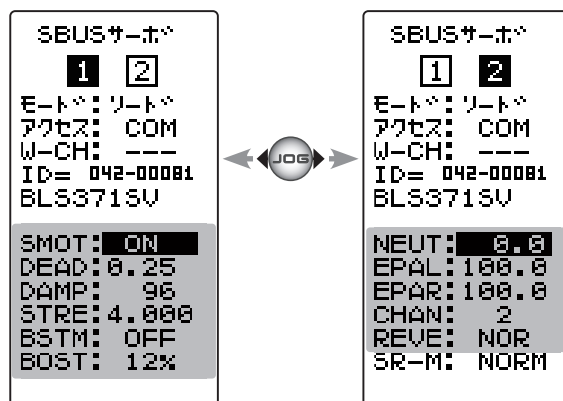 SBUSサーボ
1 2
モード:リード
アクセス: COM
W-CH: ---
ID= 042-00081
BLS371SV
SMOT: ON
DEAD:0.25
DAMP: 96
STRE:4.000
BSTM: OFF
BOST: 12%
JOG
SBUSサーボ
1 2
モード:リード
アクセス: COM
W-CH: ---
ID= 042-00081
BLS371SV
NEUT: 0.0
EPAL:100.0
EPAR:100.0
CHAN: 2
REVE: NOR
SR-M: NORM